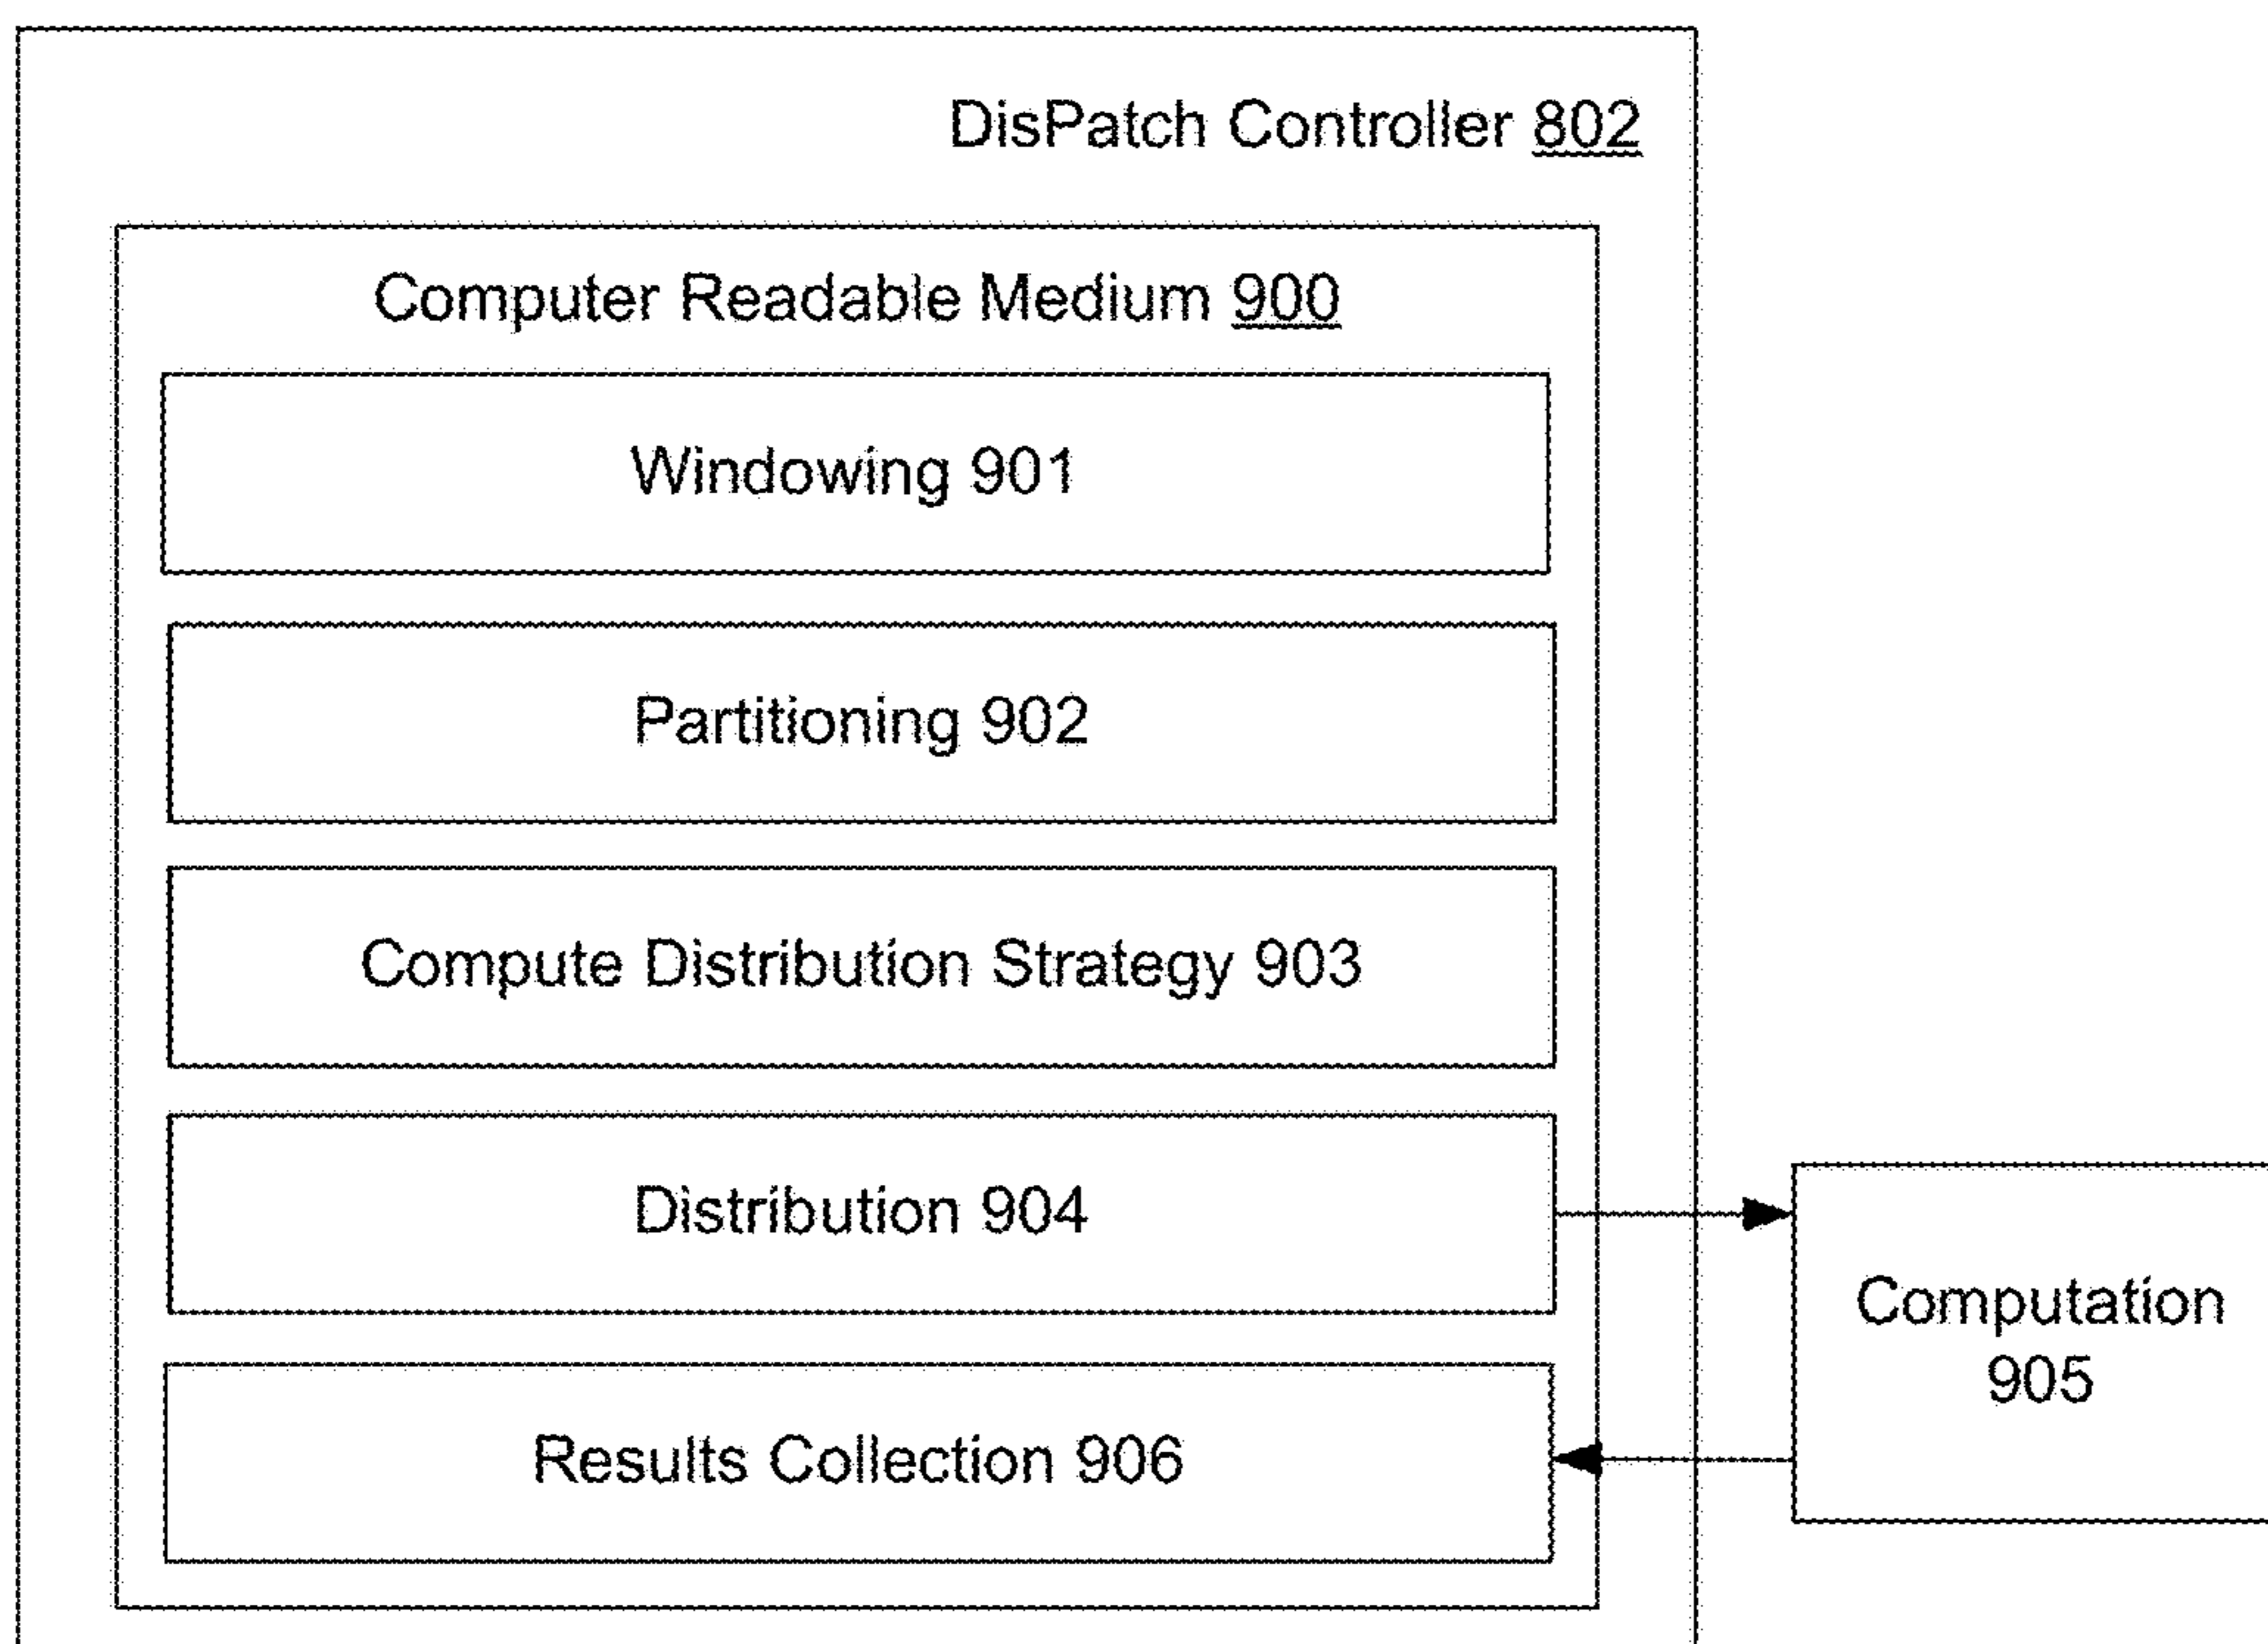 DisPatch Controller 802
Computer Readable Medium 900
Windowing 901
Partitioning 902
Compute Distribution Strategy 903
Distribution 904
Computation
905
Results Collection 906